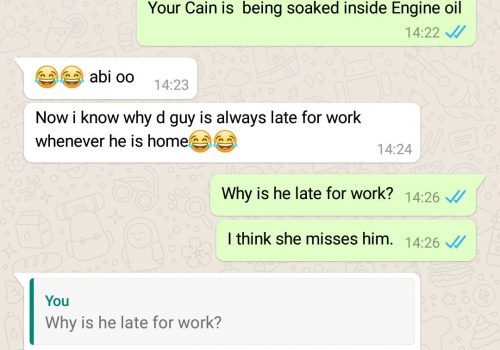 Your Cain is being soaked inside Engine oil
14:22
😂😂 abi oo 14:23
Now i know why d guy is always late for work
whenever he is home😂😂
14:24
Why is he late for work? 14:26
I think she misses him. 14:26
You
Why is he late for work?